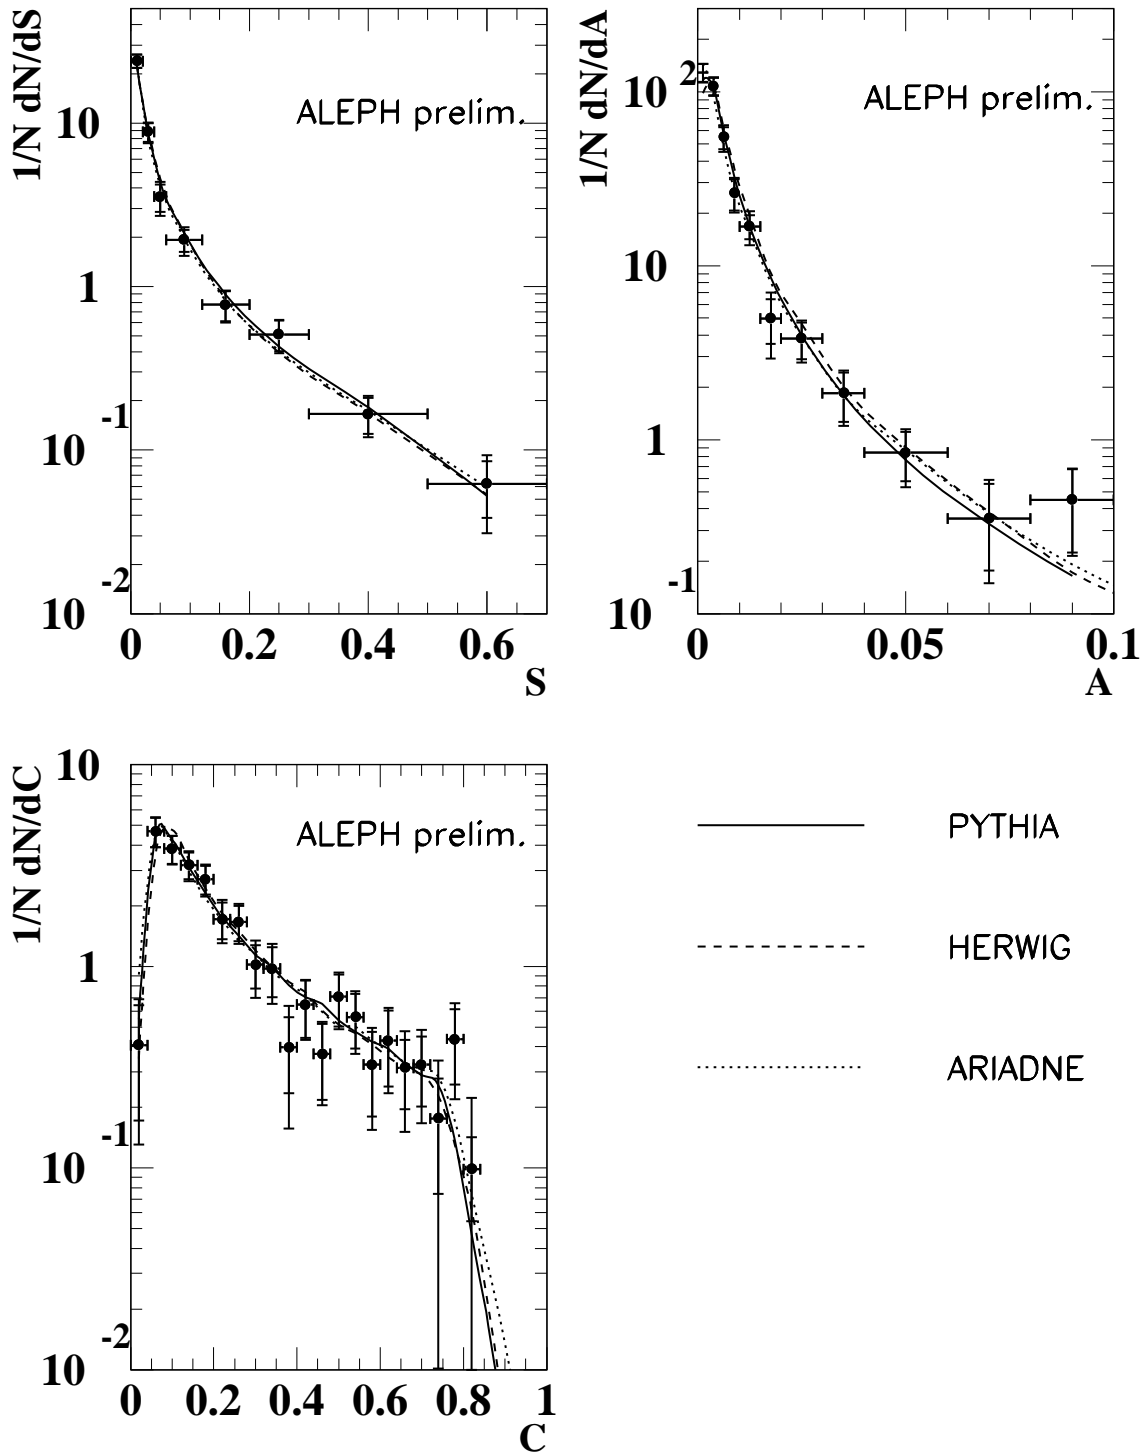 1/N dN/dS
ALEPH prelim.
10
1
10 -1
10 -2
0 0.2 0.4 0.6
S
1/N dN/dA
ALEPH prelim.
10 2
10
1
10 -1
0 0.05 0.1
A
1/N dN/dC
ALEPH prelim.
10
1
10 -1
10 -2
0 0.2 0.4 0.6 0.8 1
C
PYTHIA
HERWIG
ARIADNE